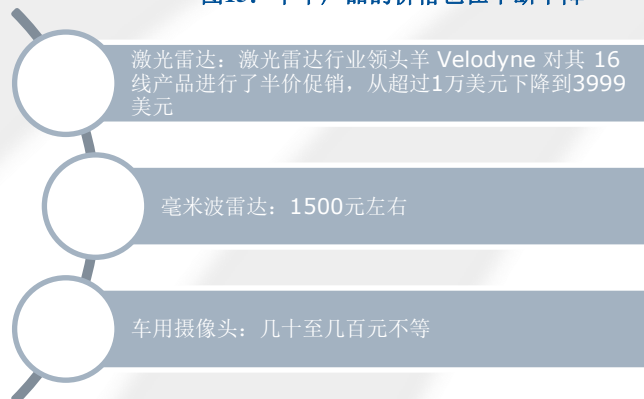 激光雷达：激光雷达行业领头羊 Velodyne 对其 16
线产品进行了半价促销，从超过1万美元下降到3999
美元
毫米波雷达：1500元左右
车用摄像头：几十至几百元不等